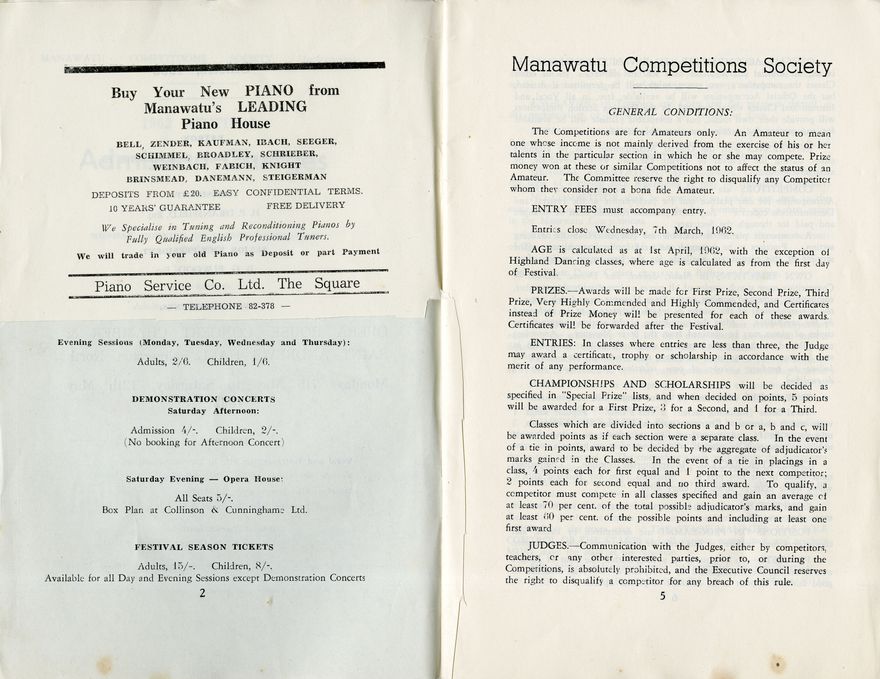 Buy Your New PIANO from
Manawatu's LEADING
Piano House
BELL, ZENDER, KAUFMAN, IBACH, SEEGER,
SCHIMMEL, BROADLEY, SCHRIEBER,
WEINBACH, FABICH, KNIGHT
BRINSMEAD, DANEMANN, STEIGERMAN
DEPOSITS FROM £20. EASY CONFIDENTIAL TERMS.
10 YEARS' GUARANTEE FREE DELIVERY
We Specialise in Tuning and Reconditioning Pianos by
Fully Qualified English Professional Tuners.
We will trade in your old Piano as Deposit or part Payment
Piano Service Co. Ltd. The Square
— TELEPHONE 82-378 —
Evening Sessions (Monday, Tuesday, Wednesday and Thursday):
Adults, 2/6. Children, 1/6.
DEMONSTRATION CONCERTS
Saturday Afternoon:
Admission 4/-. Children, 2/-.
(No booking for Afternoon Concert)
Saturday Evening — Opera House:
All Seats 5/-.
Box Plan at Collinson & Cunninghame Ltd.
FESTIVAL SEASON TICKETS
Adults, 15/-. Children, 8/-.
Available for all Day and Evening Sessions except Demonstration Concerts
2
Manawatu Competitions Society
GENERAL CONDITIONS:
The Competitions are for Amateurs only. An Amateur to mean
one whose income is not mainly derived from the exercise of his or her
talents in the particular section in which he or she may compete. Prize
money won at these or similar Competitions not to affect the status of an
Amateur. The Committee reserve the right to disqualify any Competitor
whom they consider not a bona fide Amateur.
ENTRY FEES must accompany entry.
Entries close Wednesday, 7th March, 1962.
AGE is calculated as at 1st April, 1962, with the exception of
Highland Dancing classes, where age is calculated as from the first day
of Festival.
PRIZES.—Awards will be made for First Prize, Second Prize, Third
Prize, Very Highly Commended and Highly Commended, and Certificates
instead of Prize Money will be presented for each of these awards.
Certificates will be forwarded after the Festival.
ENTRIES: In classes where entries are less than three, the Judge
may award a certificate, trophy or scholarship in accordance with the
merit of any performance.
CHAMPIONSHIPS AND SCHOLARSHIPS will be decided as
specified in "Special Prize" lists, and when decided on points, 5 points
will be awarded for a First Prize, 3 for a Second, and 1 for a Third.
Classes which are divided into sections a and b or a, b and c, will
be awarded points as if each section were a separate class. In the event
of a tie in points, award to be decided by the aggregate of adjudicator's
marks gained in the Classes. In the event of a tie in placings in a
class, 4 points each for first equal and 1 point to the next competitor;
2 points each for second equal and no third award. To qualify, a
competitor must compete in all classes specified and gain an average of
at least 70 per cent. of the total possible adjudicator's marks, and gain
at least 60 per cent. of the possible points and including at least one
first award
JUDGES.—Communication with the Judges, either by competitors,
teachers, or any other interested parties, prior to, or during the
Competitions, is absolutely prohibited, and the Executive Council reserves
the right to disqualify a competitor for any breach of this rule.
5